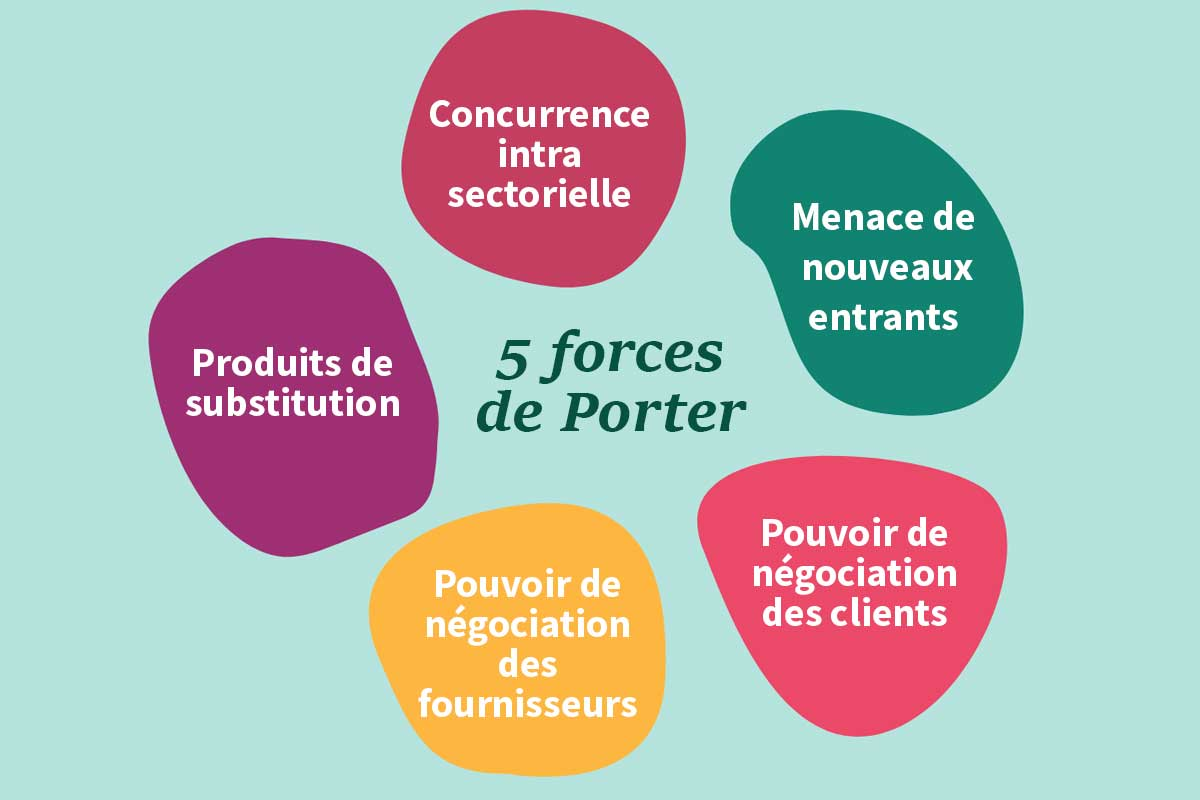 Concurrence
intra
sectorielle
Menace de
nouveaux
entrants
Produits de
substitution
5 forces
de Porter
Pouvoir de
négociation
des clients
Pouvoir de
négociation
des
fournisseurs